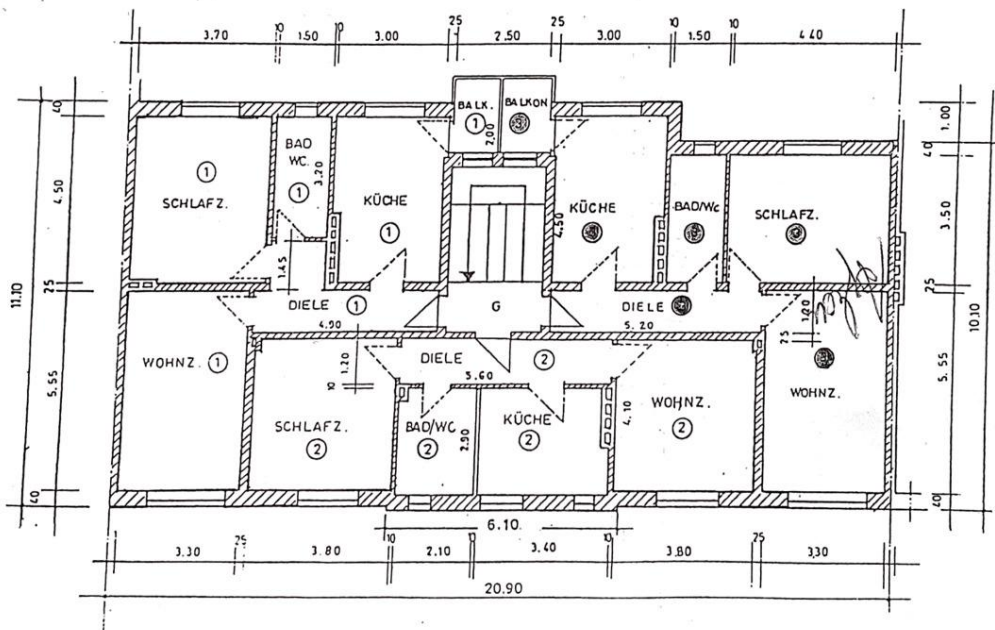 10 10 25 25 10 10
3.70 1.50 3.00 2.50 3.00 1.50 4.40
40 4.50 25 5.55 40
11.10
1.00 40 3.50 25 5.55 40
10.10
BALK. ① BALKON
2.00
BAD WC. ①
3.20
① SCHLAFZ.
KÜCHE ①
KÜCHE
4.50
BAD/WC
SCHLAFZ.
1.45
DIELE ①
4.90
G
DIELE
5.20
1.20
25
WOHNZ. ①
1.20
10
DIELE ②
5.60
WOHNZ. ②
4.10
WOHNZ.
SCHLAFZ. ②
BAD/WC ②
2.90
KÜCHE ②
6.10
25 10 10 10 25
3.30 3.80 2.10 3.40 3.80 3.30
20.90